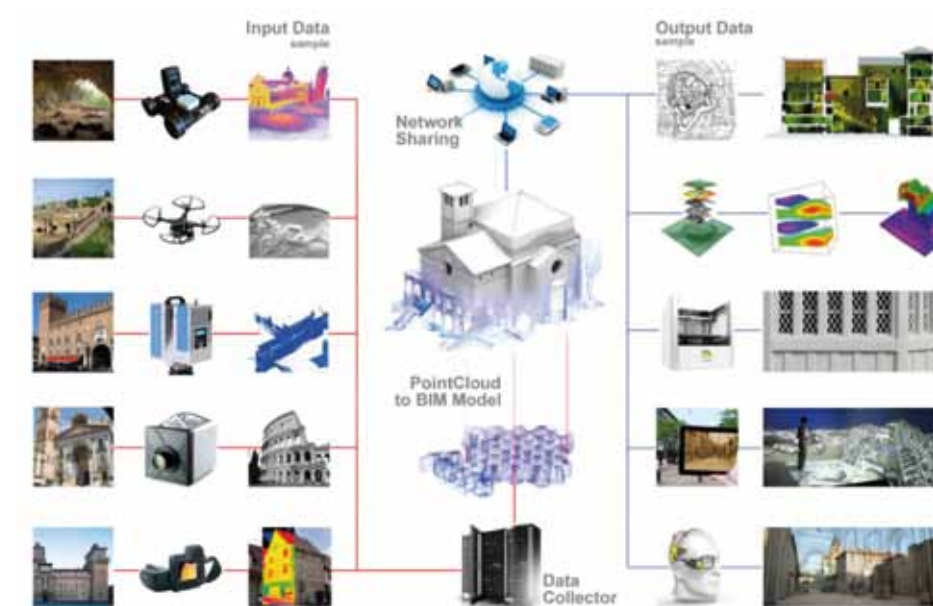 Input Data
sample
Output Data
sample
Network
Sharing
PointCloud
to BIM Model
Data
Collector